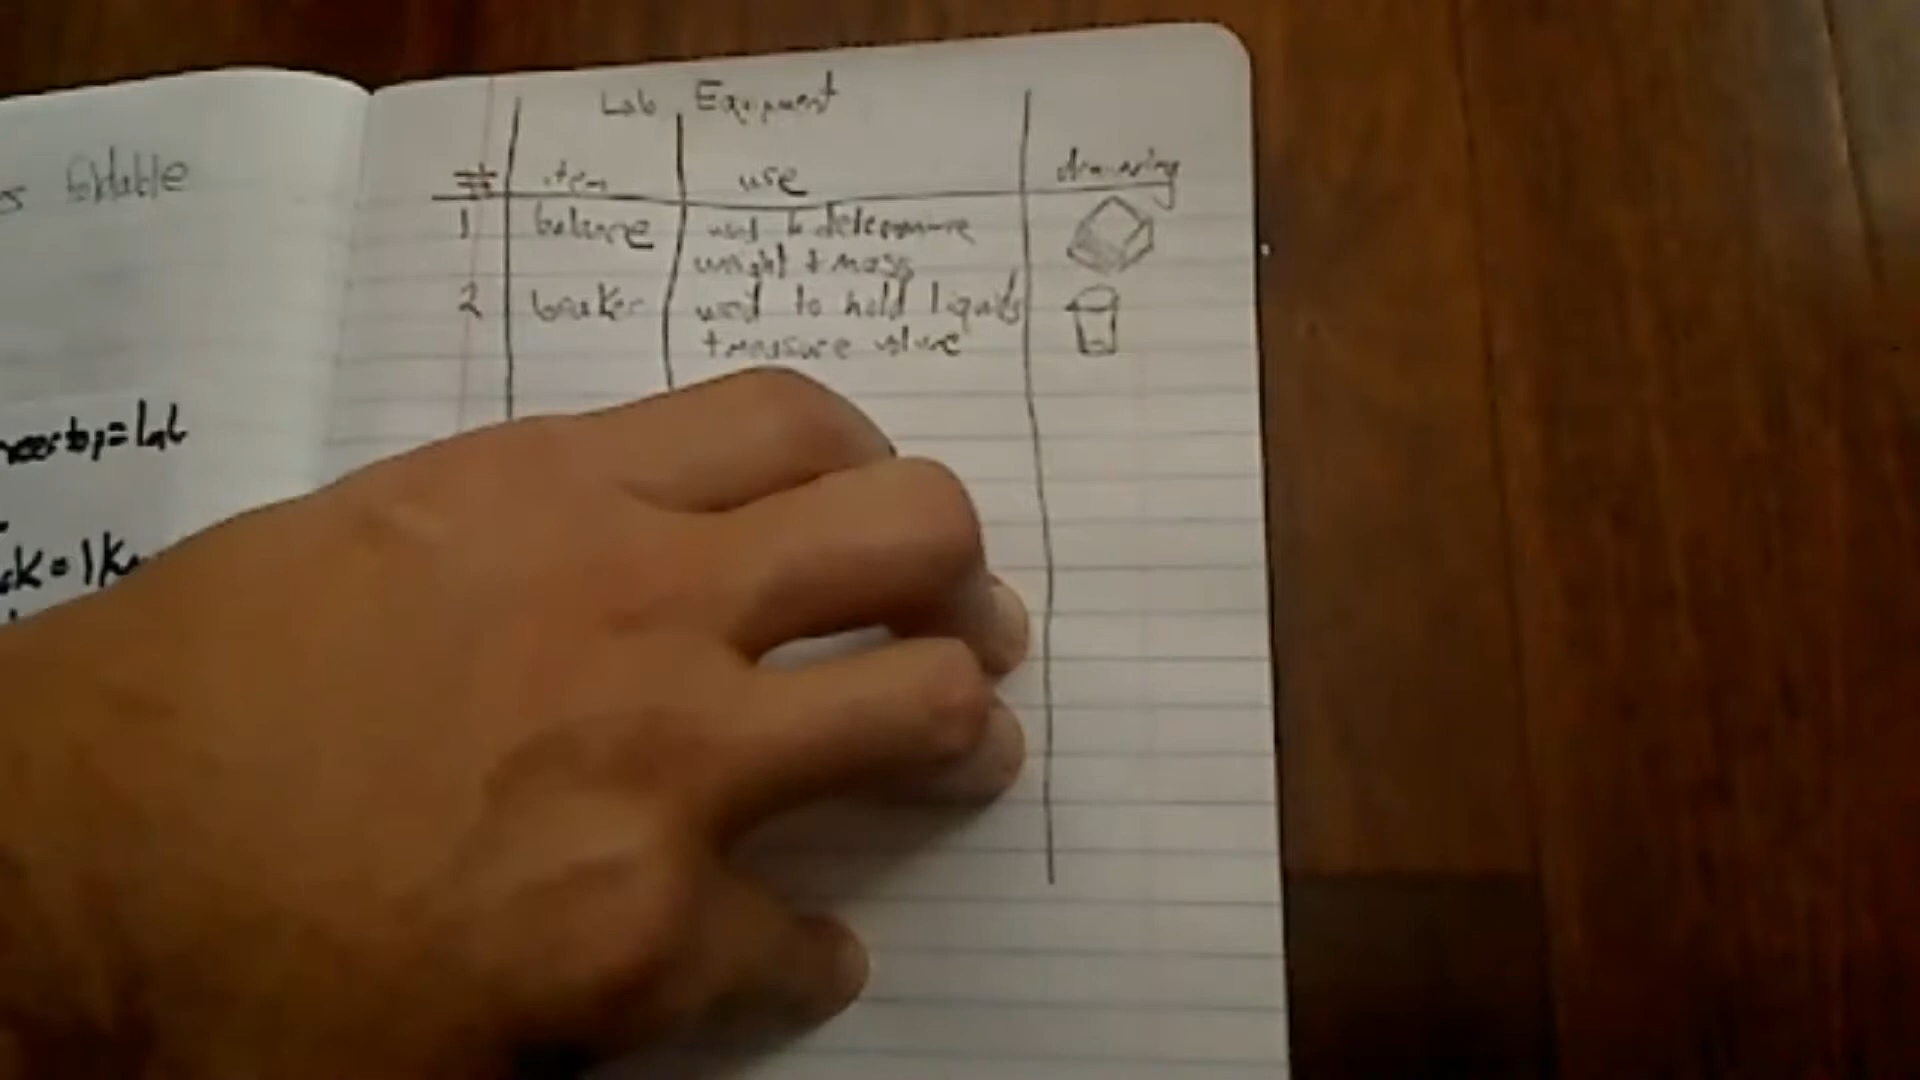 foldable
=Lab
K=1K
Lab Equipment
# item use drawing
1 balance used to determine
weight + mass
2 beaker used to hold liquids
+measure volume